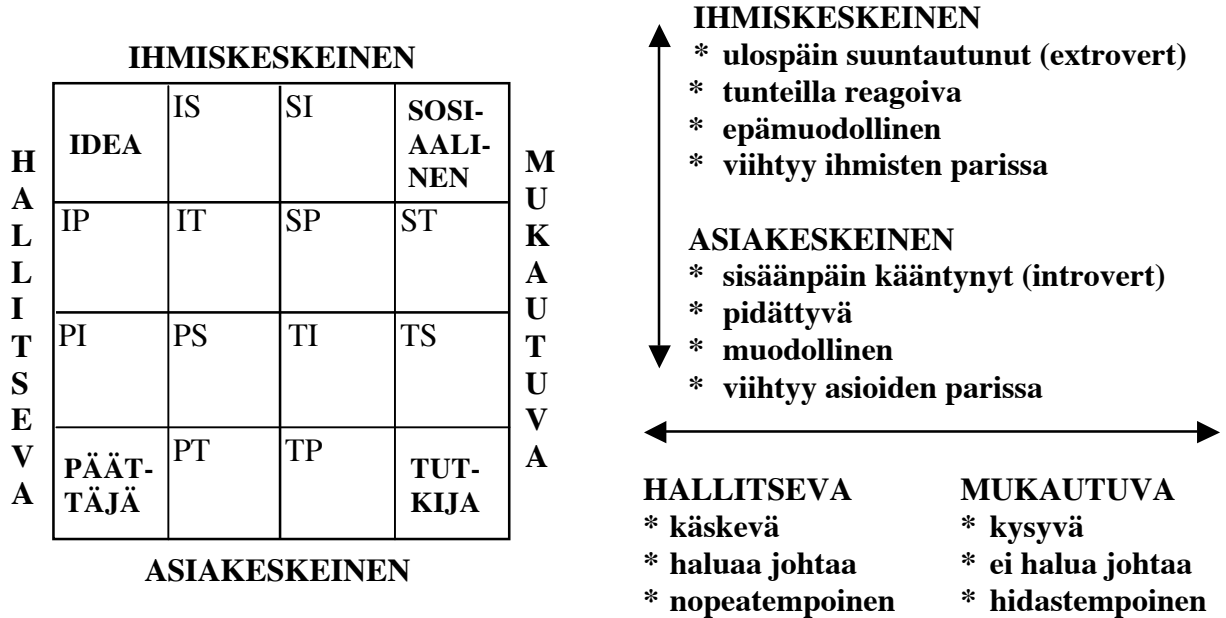 IHMISKESKEINEN
HALLITSEVA
IDEA
IS
SI
SOSI-
AALI-
NEN
IP
IT
SP
ST
PI
PS
TI
TS
PÄÄT-
TÄJÄ
PT
TP
TUT-
KIJA
MUKAUTUVA
ASIAKESKEINEN
IHMISKESKEINEN
* ulospäin suuntautunut (extrovert)
* tunteilla reagoiva
* epämuodollinen
* viihtyy ihmisten parissa
ASIAKESKEINEN
* sisäänpäin kääntynyt (introvert)
* pidättyvä
* muodollinen
* viihtyy asioiden parissa
HALLITSEVA
* käskevä
* haluaa johtaa
* nopeatempoinen
MUKAUTUVA
* kysyvä
* ei halua johtaa
* hidastempoinen